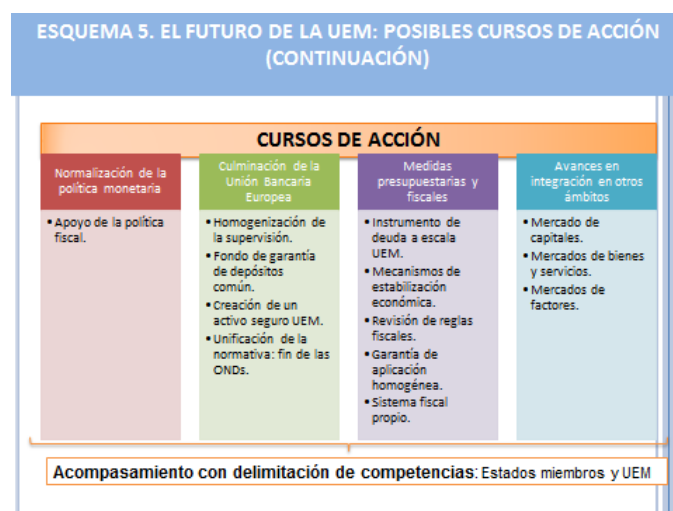 ESQUEMA 5. EL FUTURO DE LA UEM: POSIBLES CURSOS DE ACCIÓN
(CONTINUACIÓN)
CURSOS DE ACCIÓN
Normalización de la
política monetaria
• Apoyo de la política
fiscal.
Culminación de la
Unión Bancaria
Europea
• Homogenización de
la supervisión.
• Fondo de garantía
de depósitos
común.
• Creación de un
activo seguro UEM.
• Unificación de la
normativa: fin de las
ONDs.
Medidas
presupuestarias y
fiscales
• Instrumento de
deuda a escala
UEM.
• Mecanismos de
estabilización
económica.
• Revisión de reglas
fiscales.
• Garantía de
aplicación
homogénea.
• Sistema fiscal
propio.
Avances en
integración en otros
ámbitos
• Mercado de
capitales.
• Mercados de bienes
y servicios.
• Mercados de
factores.
Acompasamiento con delimitación de competencias: Estados miembros y UEM